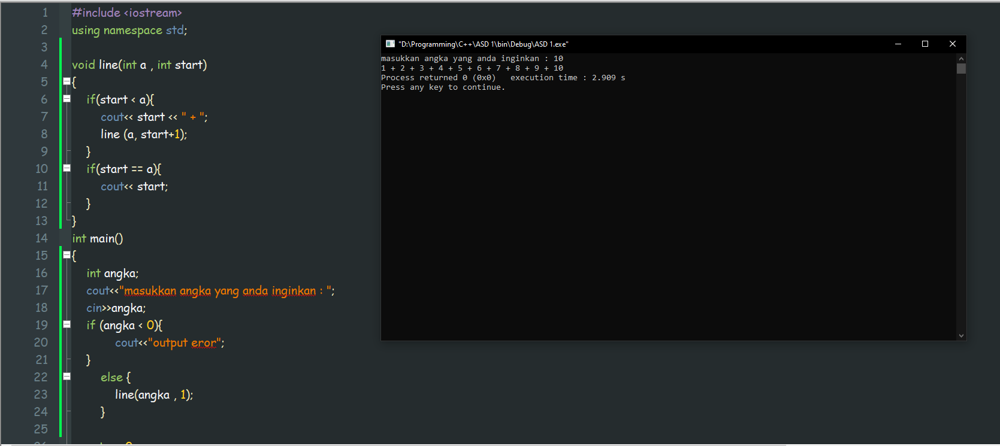 1 #include <iostream>
2 using namespace std;
3
4 void line(int a , int start)
5 {
6 if(start < a){
7 cout<< start << " + ";
8 line (a, start+1);
9 }
10 if(start == a){
11 cout<< start;
12 }
13 }
14 int main()
15 {
16 int angka;
17 cout<<"masukkan angka yang anda inginkan : ";
18 cin>>angka;
19 if (angka < 0){
20 cout<<"output eror";
21 }
22 else {
23 line(angka , 1);
24 }
25
"D:\Programming\C++\ASD 1\bin\Debug\ASD 1.exe"
masukkan angka yang anda inginkan : 10
1 + 2 + 3 + 4 + 5 + 6 + 7 + 8 + 9 + 10
Process returned 0 (0x0)   execution time : 2.909 s
Press any key to continue.